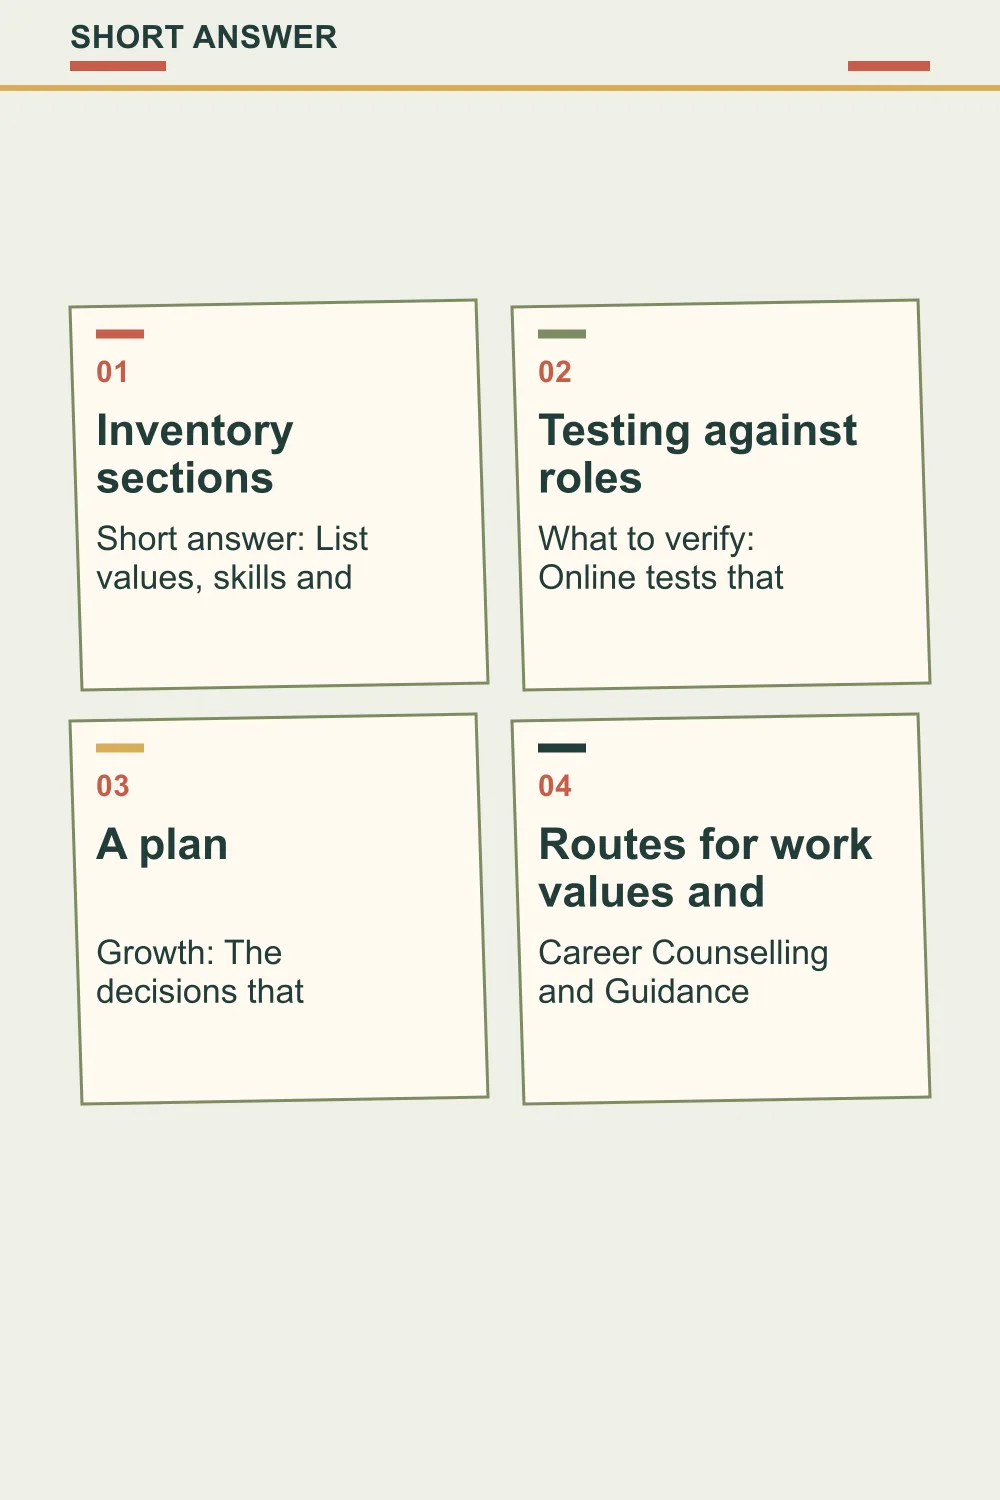 SHORT ANSWER
01
Inventory
sections
Short answer: List
values, skills and
02
Testing against
roles
What to verify:
Online tests that
03
A plan
Growth: The
decisions that
04
Routes for work
values and
Career Counselling
and Guidance